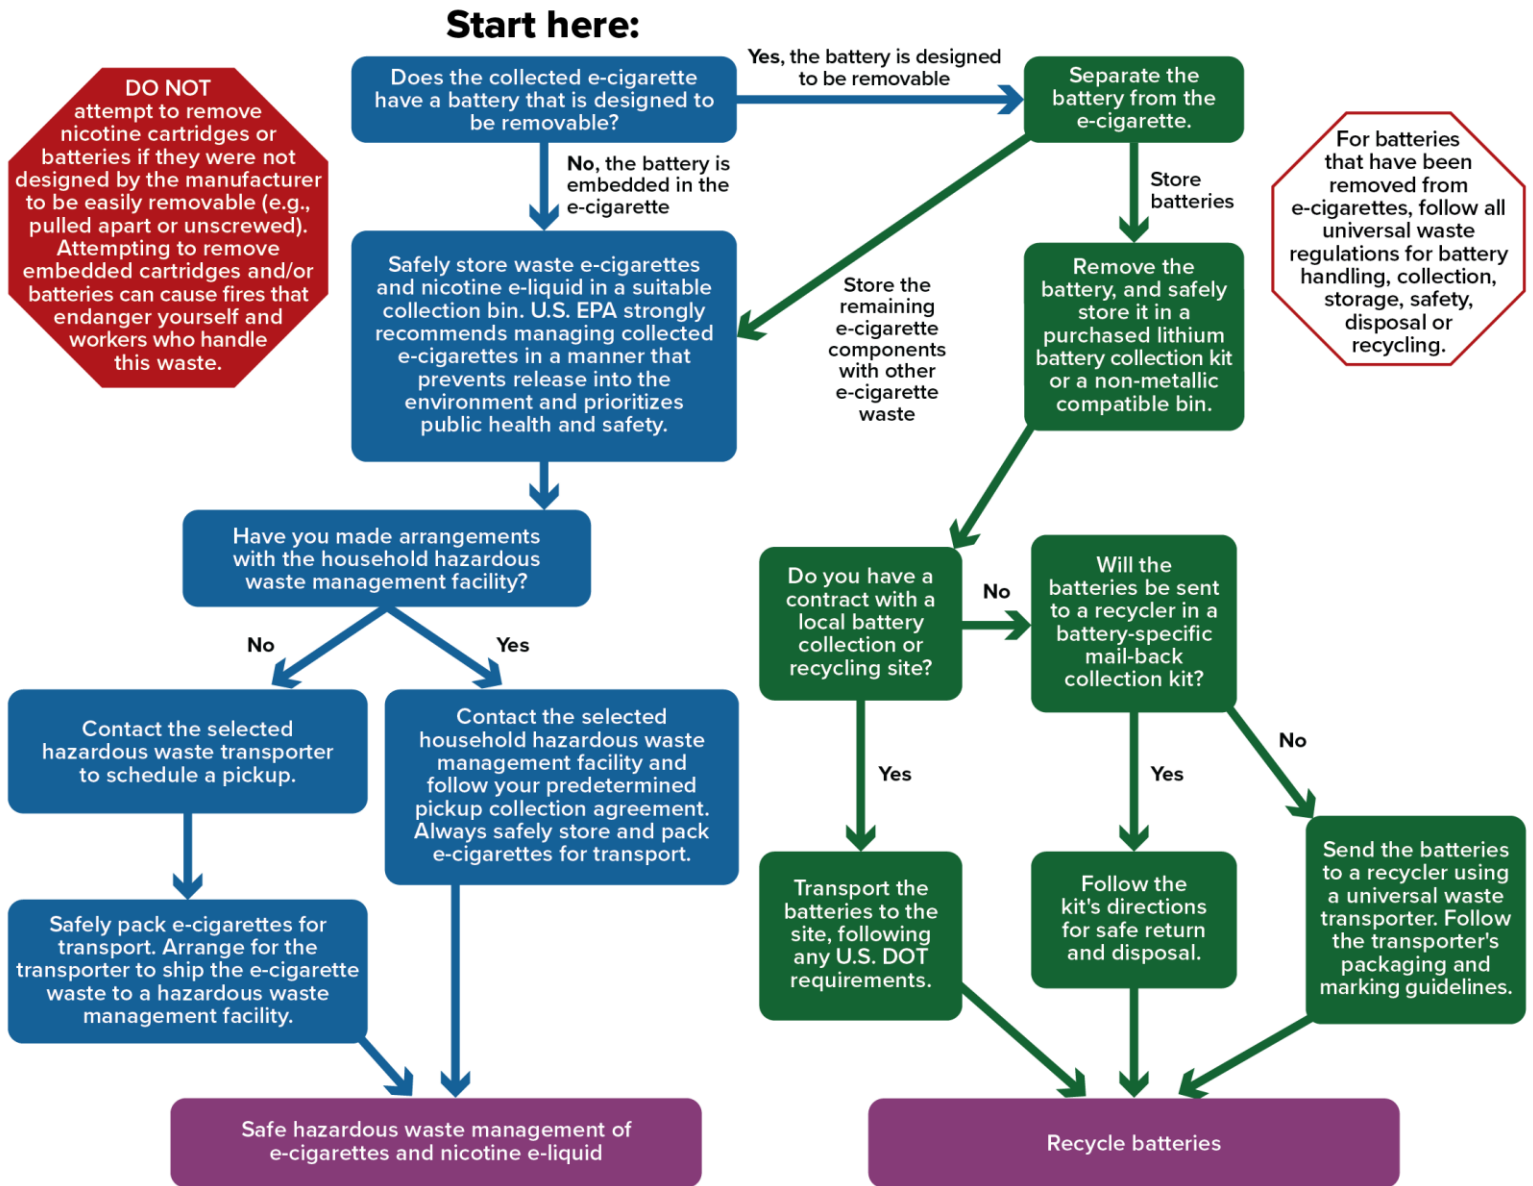 Start here:
DO NOT
attempt to remove
nicotine cartridges or
batteries if they were not
designed by the manufacturer
to be easily removable (e.g.,
pulled apart or unscrewed).
Attempting to remove
embedded cartridges and/or
batteries can cause fires that
endanger yourself and
workers who handle
this waste.
Does the collected e-cigarette
have a battery that is designed to
be removable?
Yes, the battery is designed
to be removable
Separate the
battery from the
e-cigarette.
For batteries
that have been
removed from
e-cigarettes, follow all
universal waste
regulations for battery
handling, collection,
storage, safety,
disposal or
recycling.
No, the battery is
embedded in the
e-cigarette
Store
batteries
Safely store waste e-cigarettes
and nicotine e-liquid in a suitable
collection bin. U.S. EPA strongly
recommends managing collected
e-cigarettes in a manner that
prevents release into the
environment and prioritizes
public health and safety.
Store the
remaining
e-cigarette
components
with other
e-cigarette
waste
Remove the
battery, and safely
store it in a
purchased lithium
battery collection kit
or a non-metallic
compatible bin.
Have you made arrangements
with the household hazardous
waste management facility?
No
Yes
Contact the selected
hazardous waste transporter
to schedule a pickup.
Contact the selected
household hazardous waste
management facility and
follow your predetermined
pickup collection agreement.
Always safely store and pack
e-cigarettes for transport.
Safely pack e-cigarettes for
transport. Arrange for the
transporter to ship the e-cigarette
waste to a hazardous waste
management facility.
Do you have a
contract with a
local battery
collection or
recycling site?
No
Will the
batteries be sent
to a recycler in a
battery-specific
mail-back
collection kit?
Yes
Yes
No
Transport the
batteries to the
site, following
any U.S. DOT
requirements.
Follow the
kit's directions
for safe return
and disposal.
Send the batteries
to a recycler using
a universal waste
transporter. Follow
the transporter's
packaging and
marking guidelines.
Safe hazardous waste management of
e-cigarettes and nicotine e-liquid
Recycle batteries